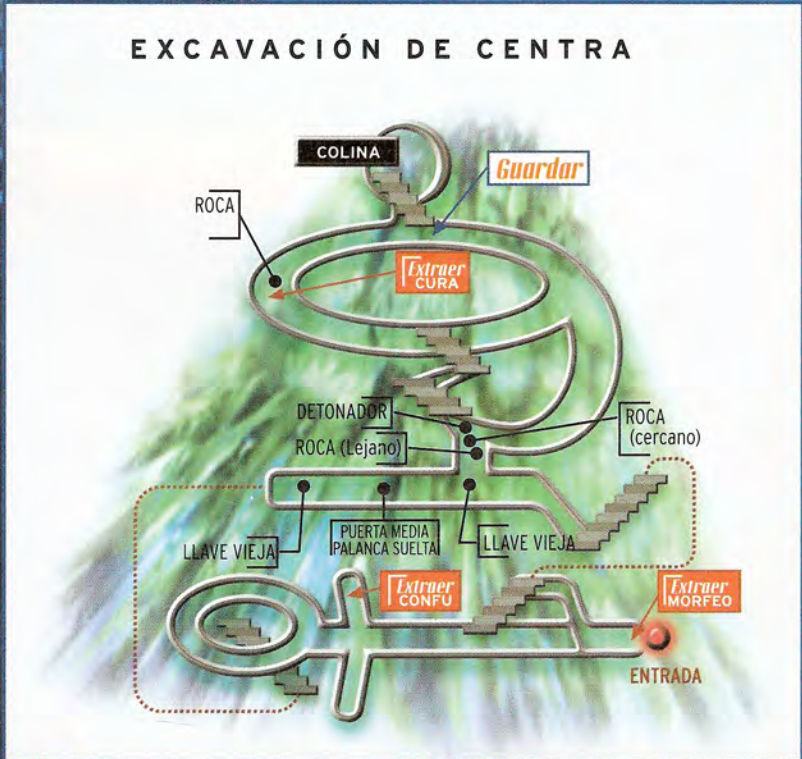 EXCAVACIÓN DE CENTRA
COLINA
Guardar
ROCA
Extraer
CURA
DETONADOR
ROCA
(cercano)
ROCA (Lejano)
LLAVE VIEJA
PUERTA MEDIA
PALANCA SUELTA
LLAVE VIEJA
Extraer
CONFU
Extraer
MORFEO
ENTRADA